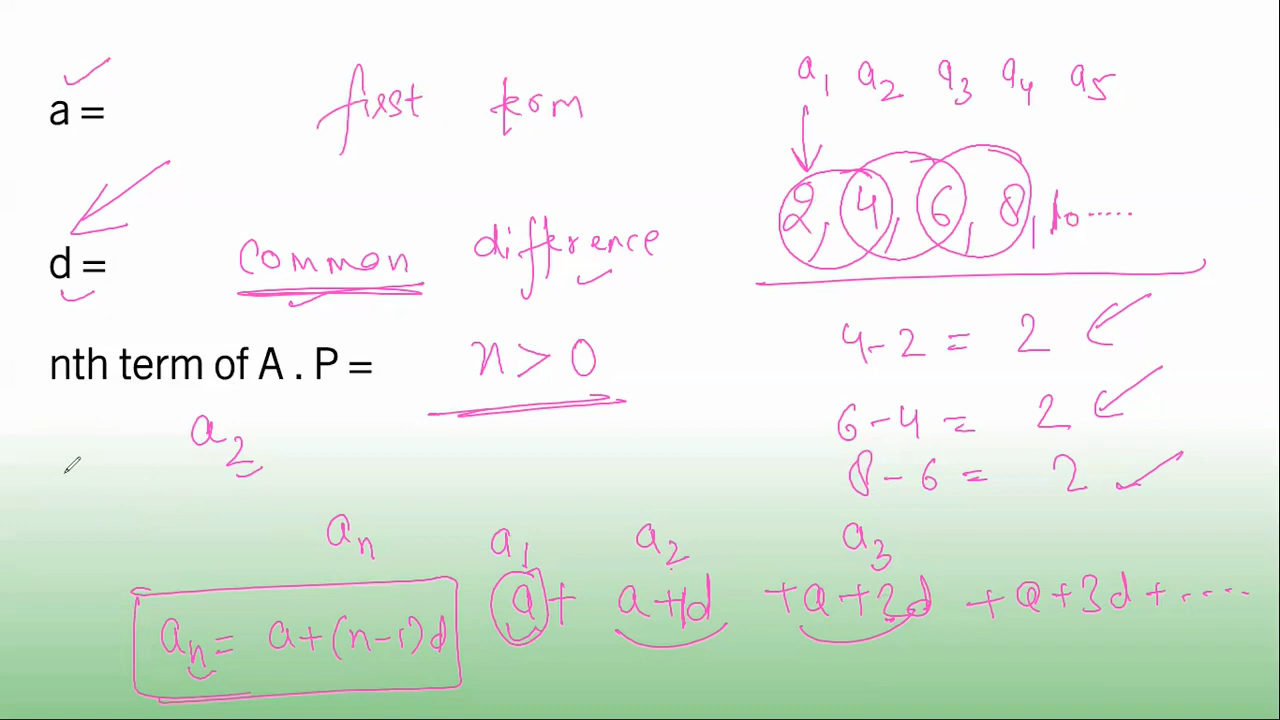 a = first term
d = common difference
nth term of A . P = n > 0
a2
a1 a2 a3 a4 a5
2, 4, 6, 8, 10.....
4 - 2 = 2
6 - 4 = 2
8 - 6 = 2
an a1 a2 a3
an = a+(n-1)d
a + a+1d +a+2d +a+3d+....